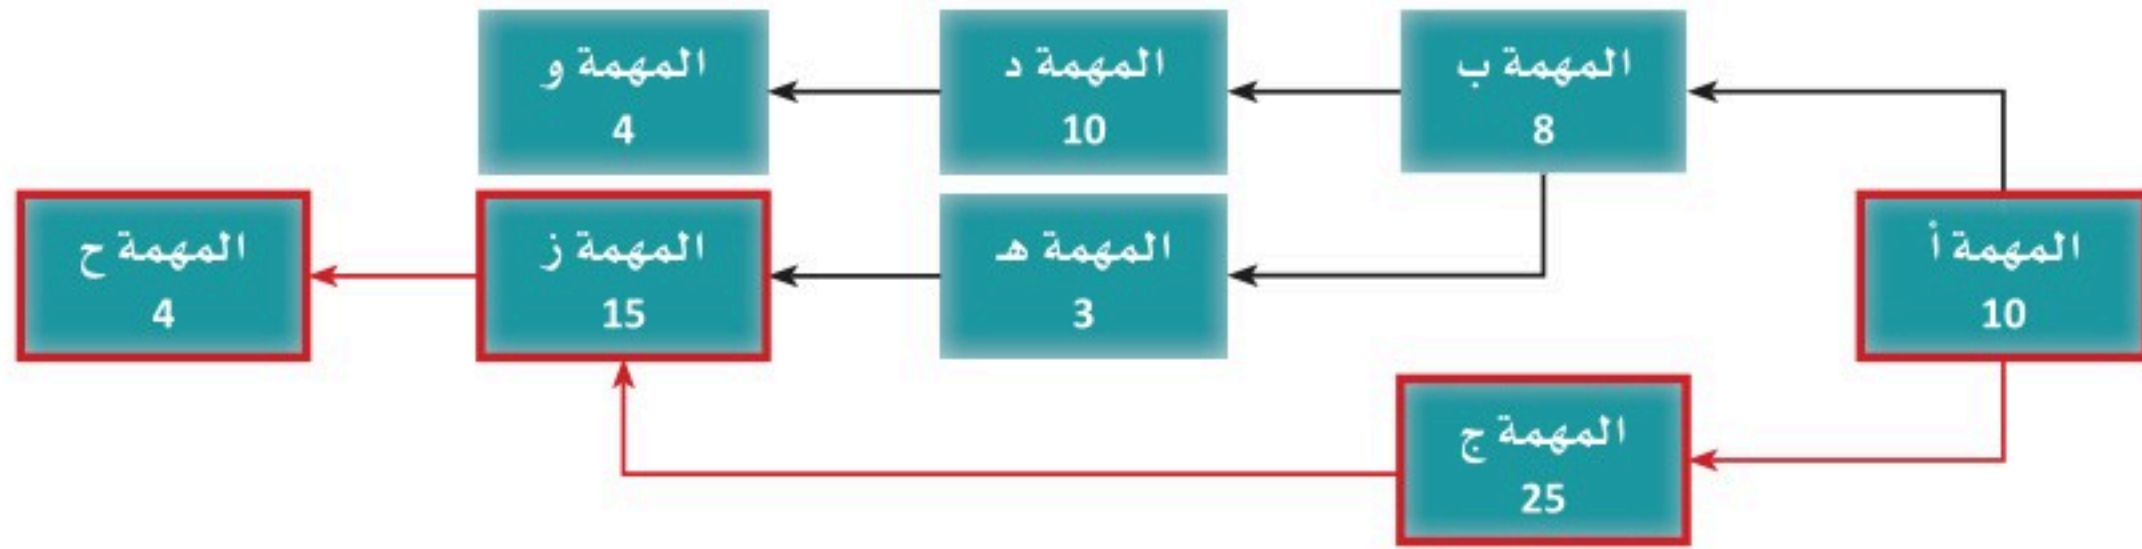 المهمة أ
10
المهمة ب
8
المهمة د
10
المهمة و
4
المهمة هـ
3
المهمة ج
25
المهمة ز
15
المهمة ح
4